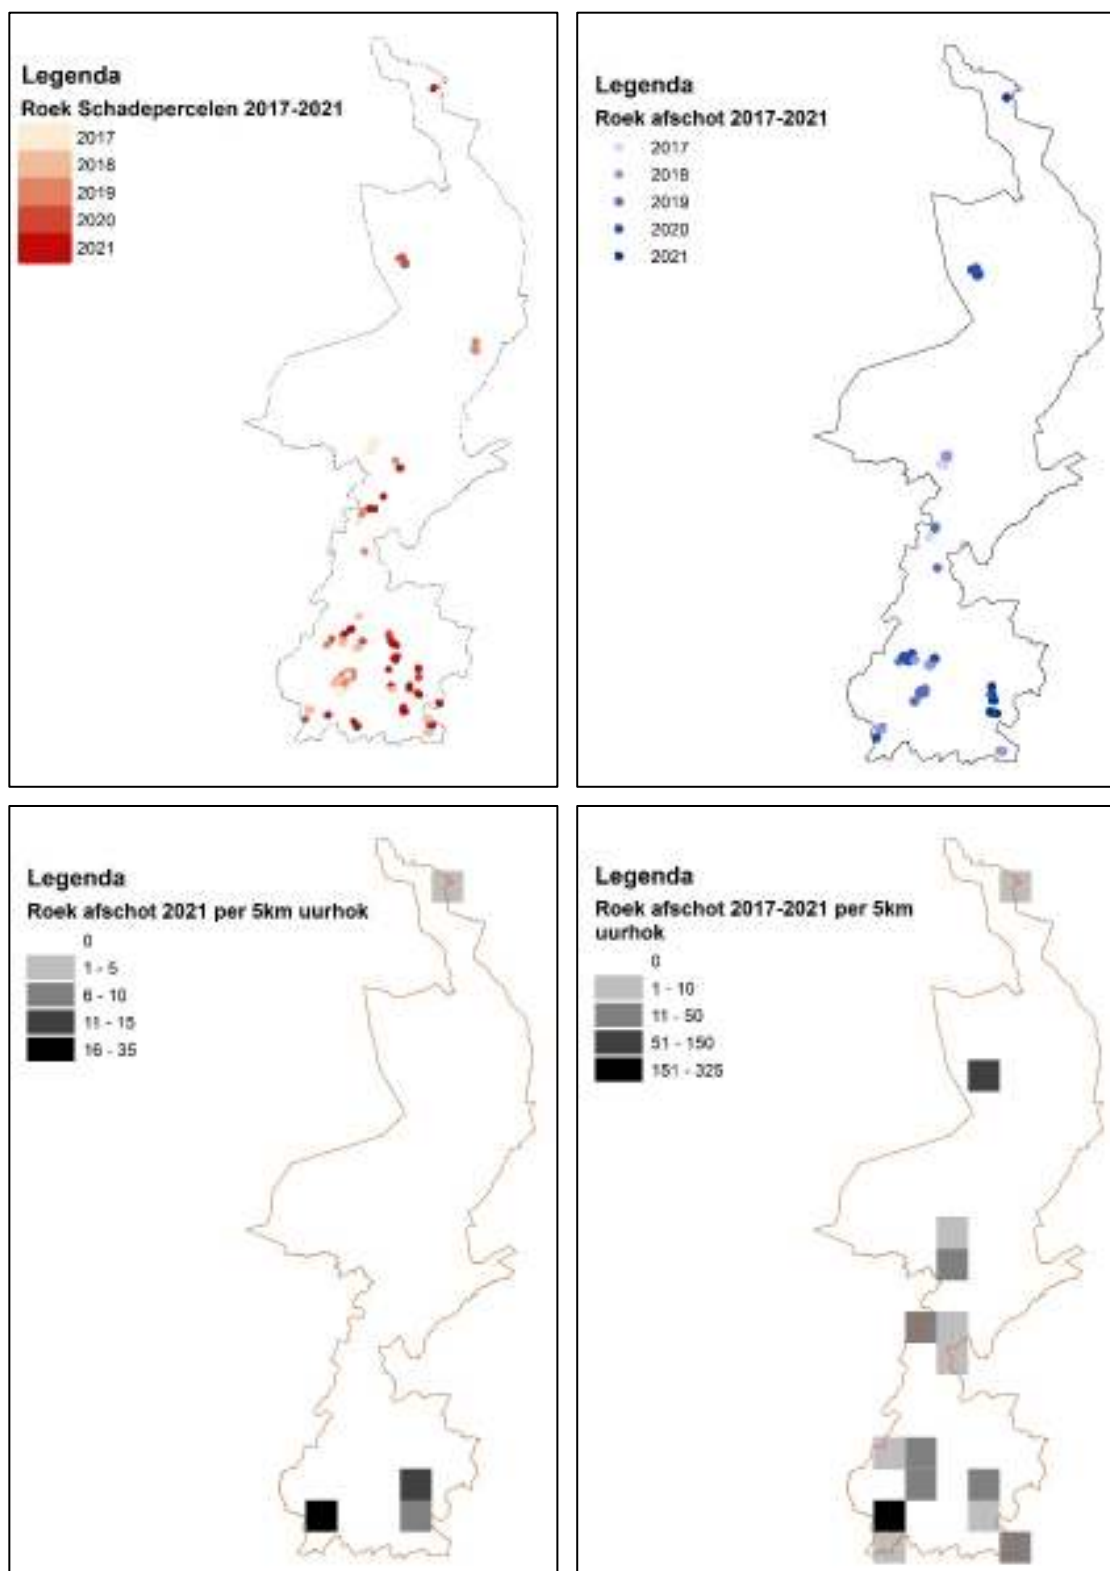 Legenda
Roek Schadepercelen 2017-2021
2017
2018
2019
2020
2021
Legenda
Roek afschot 2017-2021
2017
2018
2019
2020
2021
Legenda
Roek afschot 2021 per 5km uurhok
0
1 - 5
6 - 10
11 - 15
16 - 35
Legenda
Roek afschot 2017-2021 per 5km
uurhok
0
1 - 10
11 - 50
51 - 150
151 - 325